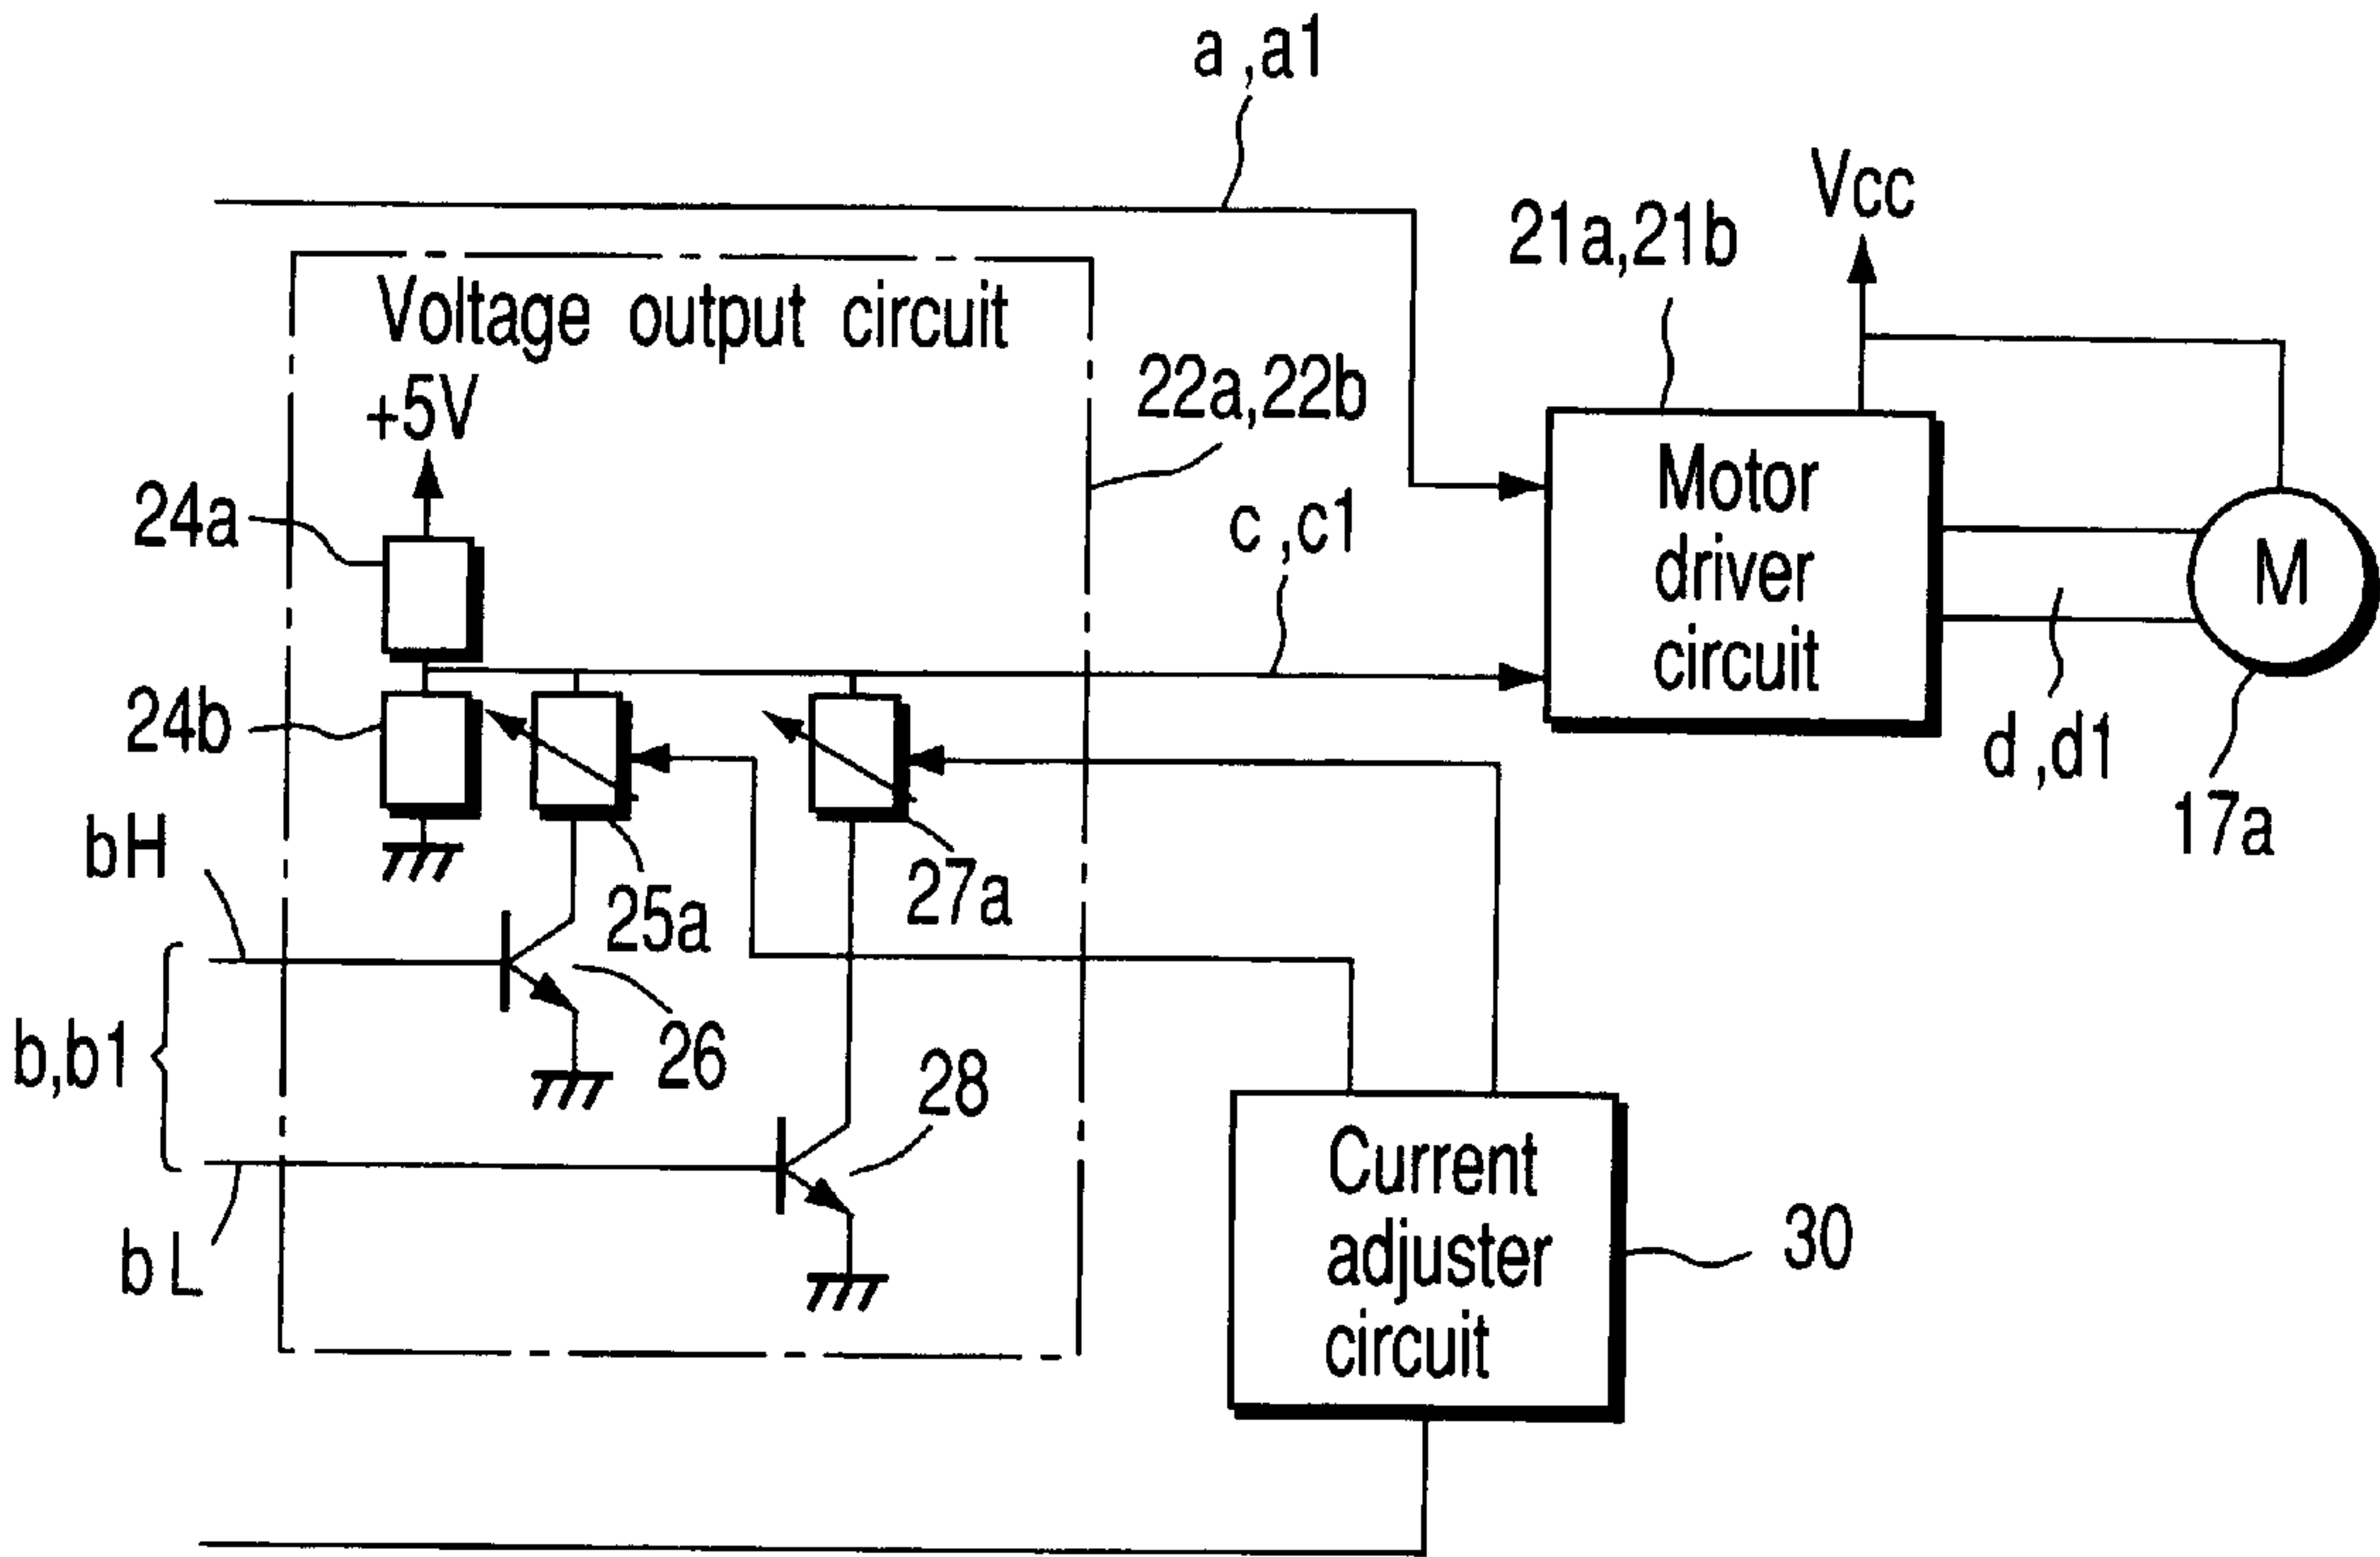 a ,a1
Vcc
21a,21b
Voltage output circuit
22a,22b
+5V
24a
c ,c1
Motor
driver
circuit
M
24b
d ,d1
17a
bH
25a
27a
b,b1
26
28
bL
Current
adjuster
circuit
30